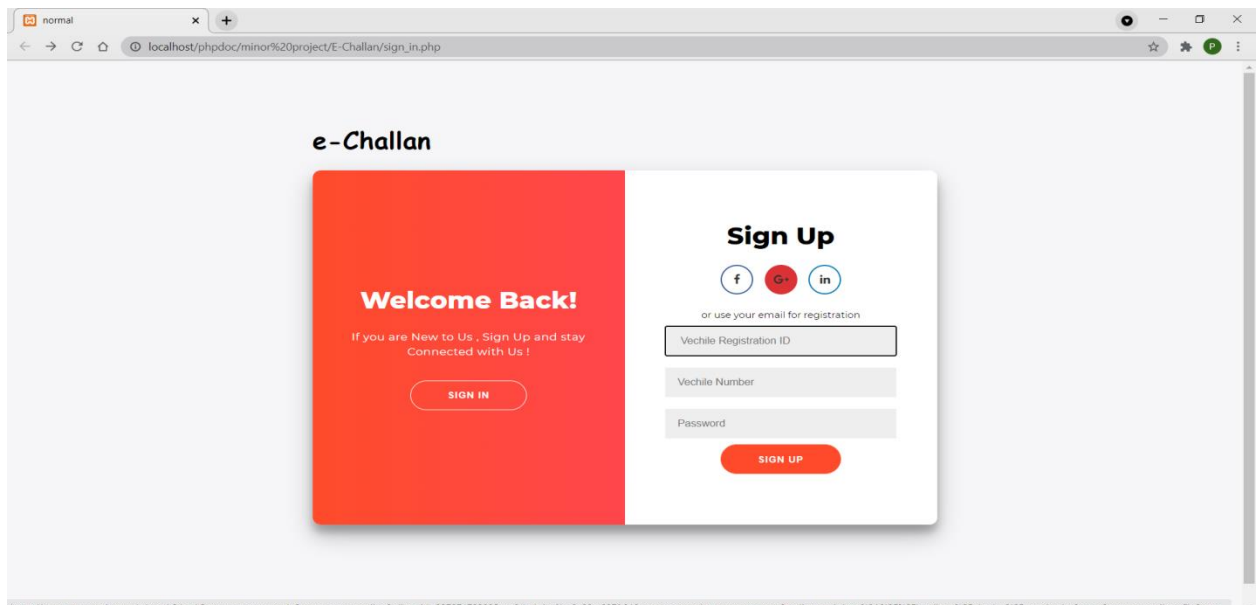 normal
localhost/phpdoc/minor%20project/E-Challan/sign_in.php
P
e-Challan
Welcome Back!
If you are New to Us , Sign Up and stay
Connected with Us !
SIGN IN
Sign Up
f G+ in
or use your email for registration
Vechile Registration ID
Vechile Number
Password
SIGN UP